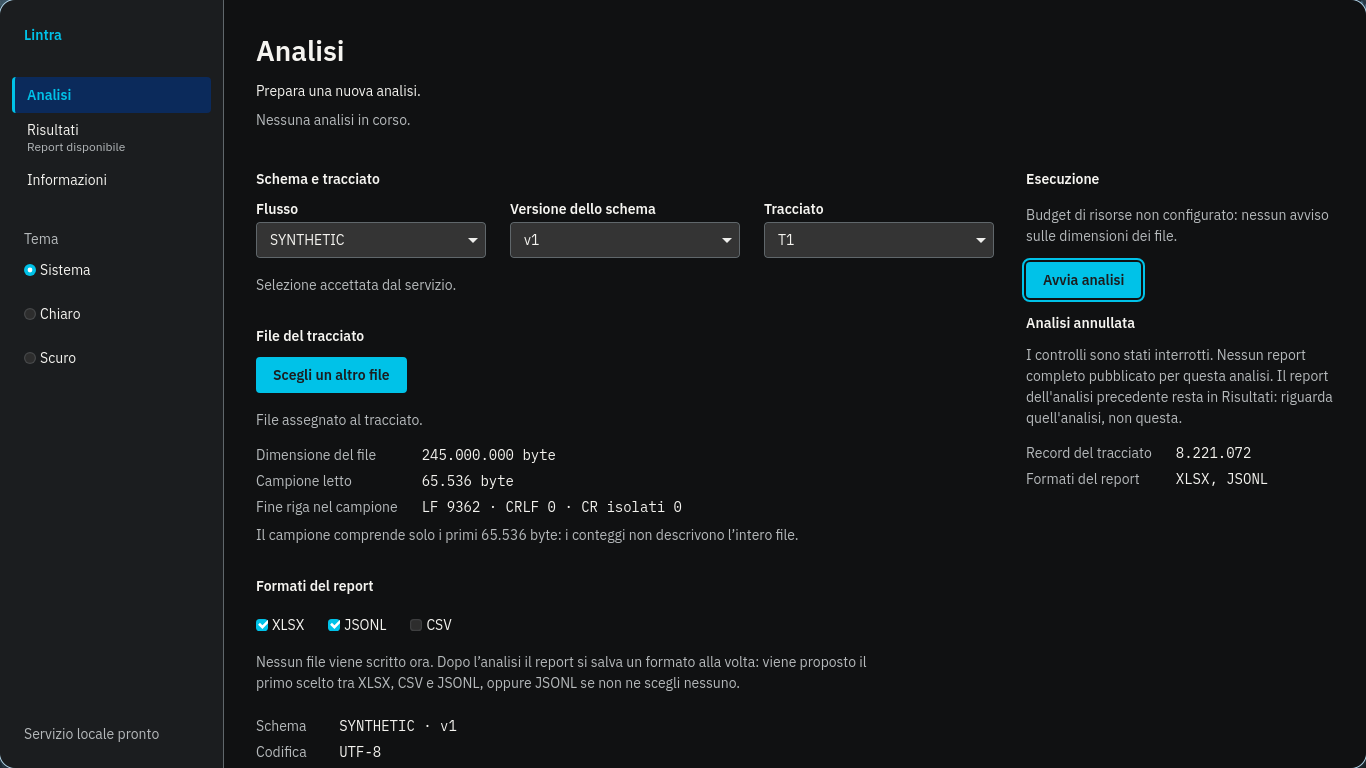 Lintra
Analisi
Risultati
Report disponibile
Informazioni
Tema
Sistema
Chiaro
Scuro
Servizio locale pronto
Analisi
Prepara una nuova analisi.
Nessuna analisi in corso.
Schema e tracciato
Flusso
SYNTHETIC
Versione dello schema
v1
Tracciato
T1
Selezione accettata dal servizio.
File del tracciato
Scegli un altro file
File assegnato al tracciato.
Dimensione del file 245.000.000 byte
Campione letto 65.536 byte
Fine riga nel campione LF 9362 · CRLF 0 · CR isolati 0
Il campione comprende solo i primi 65.536 byte: i conteggi non descrivono l’intero file.
Formati del report
XLSX JSONL CSV
Nessun file viene scritto ora. Dopo l’analisi il report si salva un formato alla volta: viene proposto il
primo scelto tra XLSX, CSV e JSONL, oppure JSONL se non ne scegli nessuno.
Schema SYNTHETIC · v1
Codifica UTF-8
Esecuzione
Budget di risorse non configurato: nessun avviso
sulle dimensioni dei file.
Avvia analisi
Analisi annullata
I controlli sono stati interrotti. Nessun report
completo pubblicato per questa analisi. Il report
dell'analisi precedente resta in Risultati: riguarda
quell'analisi, non questa.
Record del tracciato 8.221.072
Formati del report XLSX, JSONL